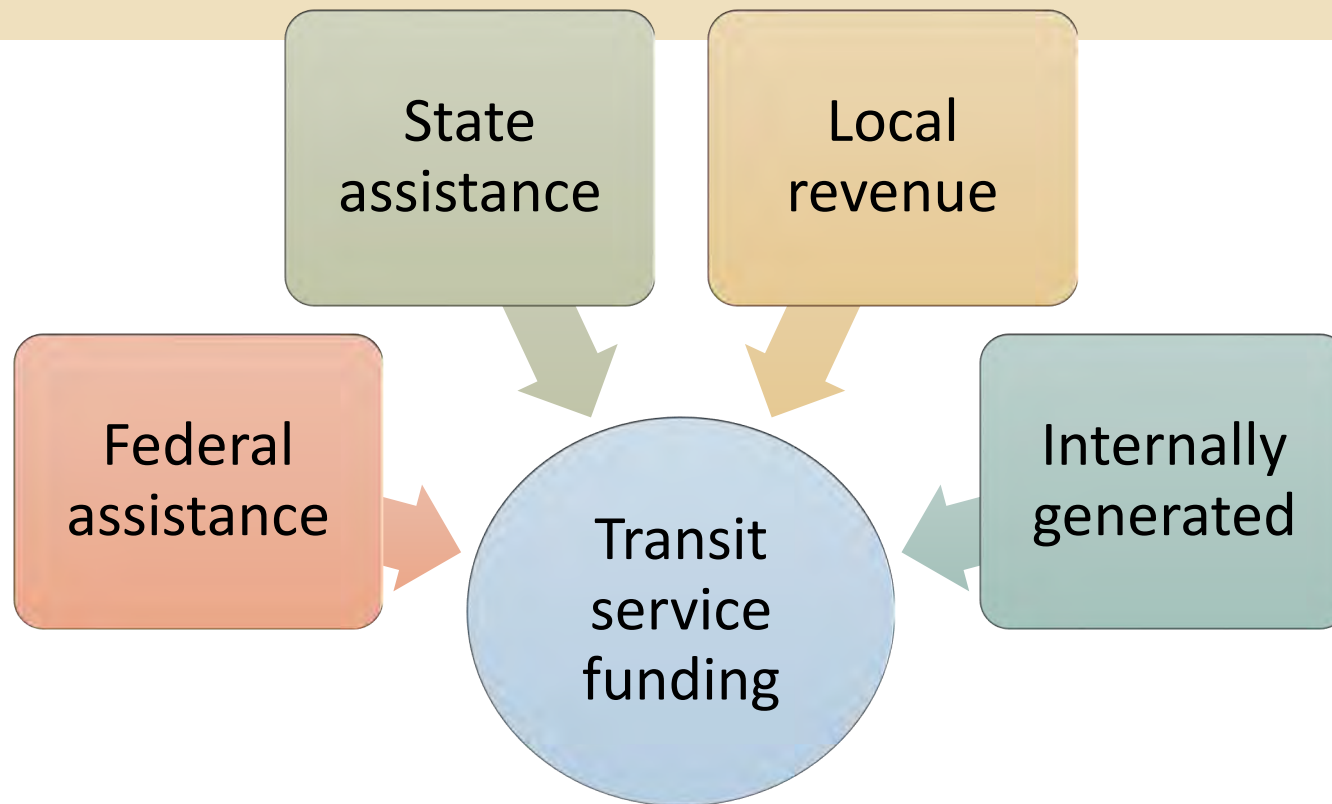 State
assistance
Local
revenue
Federal
assistance
Internally
generated
Transit
service
funding